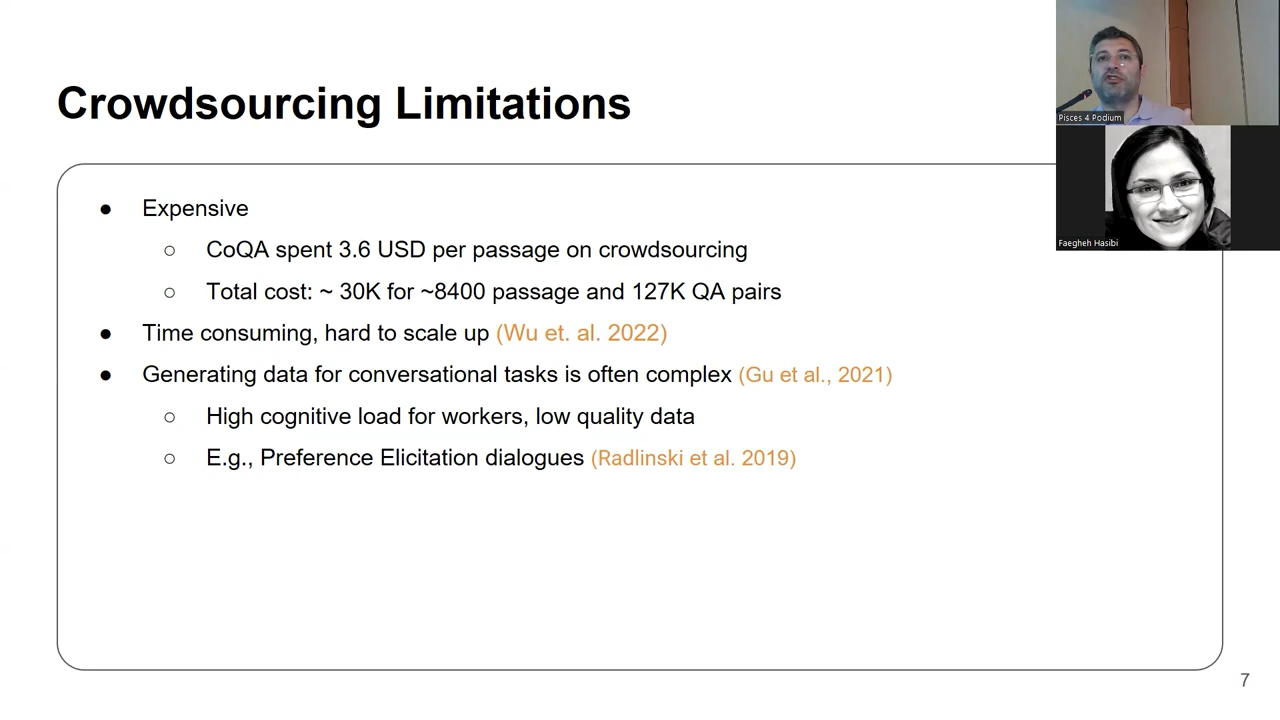 Crowdsourcing Limitations
● Expensive
○ CoQA spent 3.6 USD per passage on crowdsourcing
○ Total cost: ~ 30K for ~8400 passage and 127K QA pairs
● Time consuming, hard to scale up (Wu et. al. 2022)
● Generating data for conversational tasks is often complex (Gu et al., 2021)
○ High cognitive load for workers, low quality data
○ E.g., Preference Elicitation dialogues (Radlinski et al. 2019)
Pisces 4 Podium
Faegheh Hasibi
7